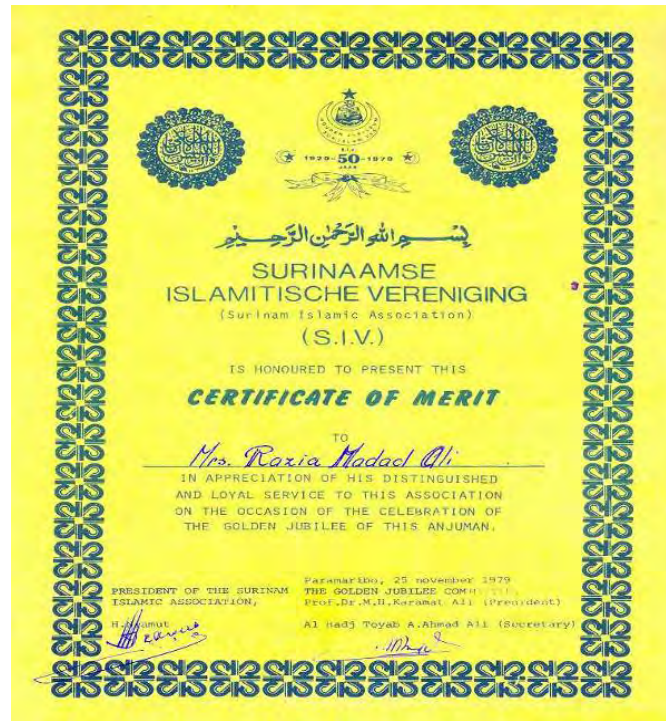 1929-50-1979
JAAR
بسم الله الرحمن الرحيم
SURINAAMSE
ISLAMITISCHE VERENIGING
(Surinam Islamic Association)
(S.I.V.)
IS HONOURED TO PRESENT THIS
CERTIFICATE OF MERIT
TO
Mrs. Razia Madad Ali
IN APPRECIATION OF HIS DISTINGUISHED
AND LOYAL SERVICE TO THIS ASSOCIATION
ON THE OCCASION OF THE CELEBRATION OF
THE GOLDEN JUBILEE OF THIS ANJUMAN.
PRESIDENT OF THE SURINAM
ISLAMIC ASSOCIATION,
Paramaribo, 25 november 1979
THE GOLDEN JUBILEE
Prof.Dr.M.H.Karamat Ali (President)
Al Hadj Toyab A.Ahmad Ali (Secretary)